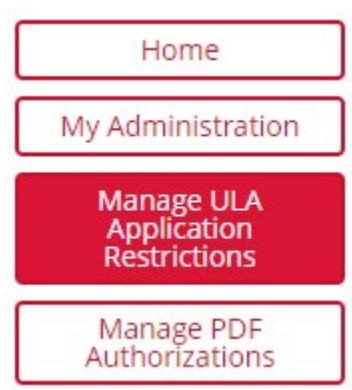 Home
My Administration
Manage ULA
Application
Restrictions
Manage PDF
Authorizations